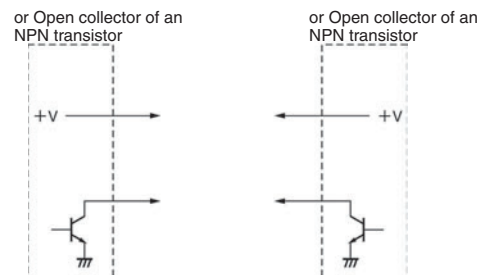 or Open collector of an
NPN transistor
or Open collector of an
NPN transistor
+V
+V